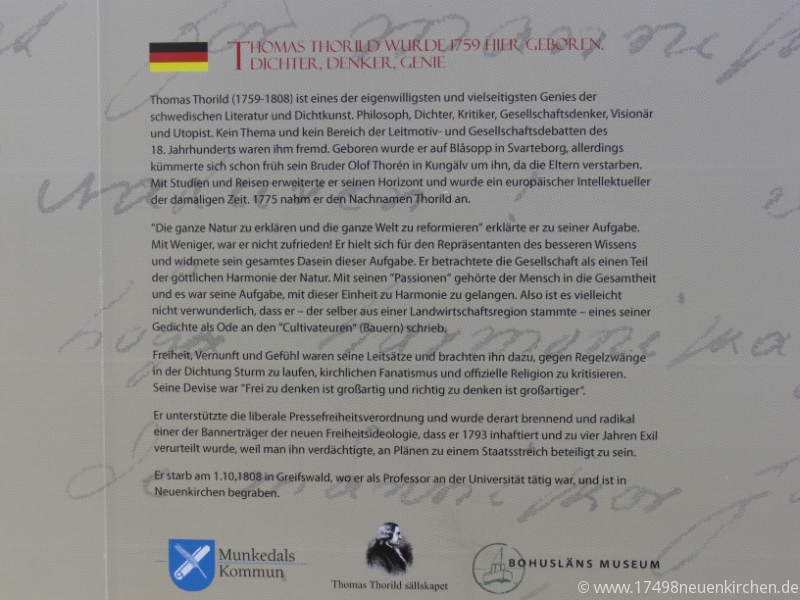 THOMAS THORILD WURDE 1759 HIER GEBOREN.
DICHTER, DENKER, GENIE
Thomas Thorild (1759-1808) ist eines der eigenwilligsten und vielseitigsten Genies der
schwedischen Literatur und Dichtkunst. Philosoph, Dichter, Kritiker, Gesellschaftsdenker, Visionär
und Utopist. Kein Thema und kein Bereich der Leitmotiv- und Gesellschaftsdebatten des
18. Jahrhunderts waren ihm fremd. Geboren wurde er auf Blåsopp in Svarteborg, allerdings
kümmerte sich schon früh sein Bruder Olof Thorén in Kungälv um ihn, da die Eltern verstarben.
Mit Studien und Reisen erweiterte er seinen Horizont und wurde ein europäischer Intellektueller
der damaligen Zeit. 1775 nahm er den Nachnamen Thorild an.
"Die ganze Natur zu erklären und die ganze Welt zu reformieren" erklärte er zu seiner Aufgabe.
Mit Weniger, war er nicht zufrieden! Er hielt sich für den Repräsentanten des besseren Wissens
und widmete sein gesamtes Dasein dieser Aufgabe. Er betrachtete die Gesellschaft als einen Teil
der göttlichen Harmonie der Natur. Mit seinen "Passionen" gehörte der Mensch in die Gesamtheit
und es war seine Aufgabe, mit dieser Einheit zu Harmonie zu gelangen. Also ist es vielleicht
nicht verwunderlich, dass er – der selber aus einer Landwirtschaftsregion stammte – eines seiner
Gedichte als Ode an den "Cultivateuren" (Bauern) schrieb.
Freiheit, Vernunft und Gefühl waren seine Leitsätze und brachten ihn dazu, gegen Regelzwänge
in der Dichtung Sturm zu laufen, kirchlichen Fanatismus und offizielle Religion zu kritisieren.
Seine Devise war "Frei zu denken ist großartig und richtig zu denken ist großartiger".
Er unterstützte die liberale Pressefreiheitsverordnung und wurde derart brennend und radikal
einer der Bannerträger der neuen Freiheitsideologie, dass er 1793 inhaftiert und zu vier Jahren Exil
verurteilt wurde, weil man ihn verdächtigte, an Plänen zu einem Staatsstreich beteiligt zu sein.
Er starb am 1.10,1808 in Greifswald, wo er als Professor an der Universität tätig war, und ist in
Neuenkirchen begraben.
Munkedals
Kommun
Thomas Thorild sällskapet
BOHUSLÄNS MUSEUM
© www.17498neuenkirchen.de